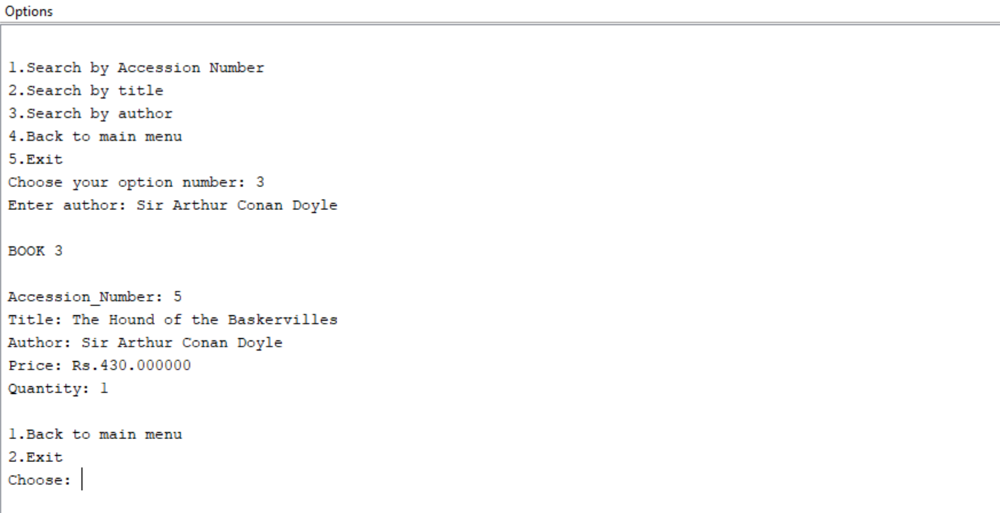 Options
1.Search by Accession Number
2.Search by title
3.Search by author
4.Back to main menu
5.Exit
Choose your option number: 3
Enter author: Sir Arthur Conan Doyle
BOOK 3
Accession_Number: 5
Title: The Hound of the Baskervilles
Author: Sir Arthur Conan Doyle
Price: Rs.430.000000
Quantity: 1
1.Back to main menu
2.Exit
Choose: